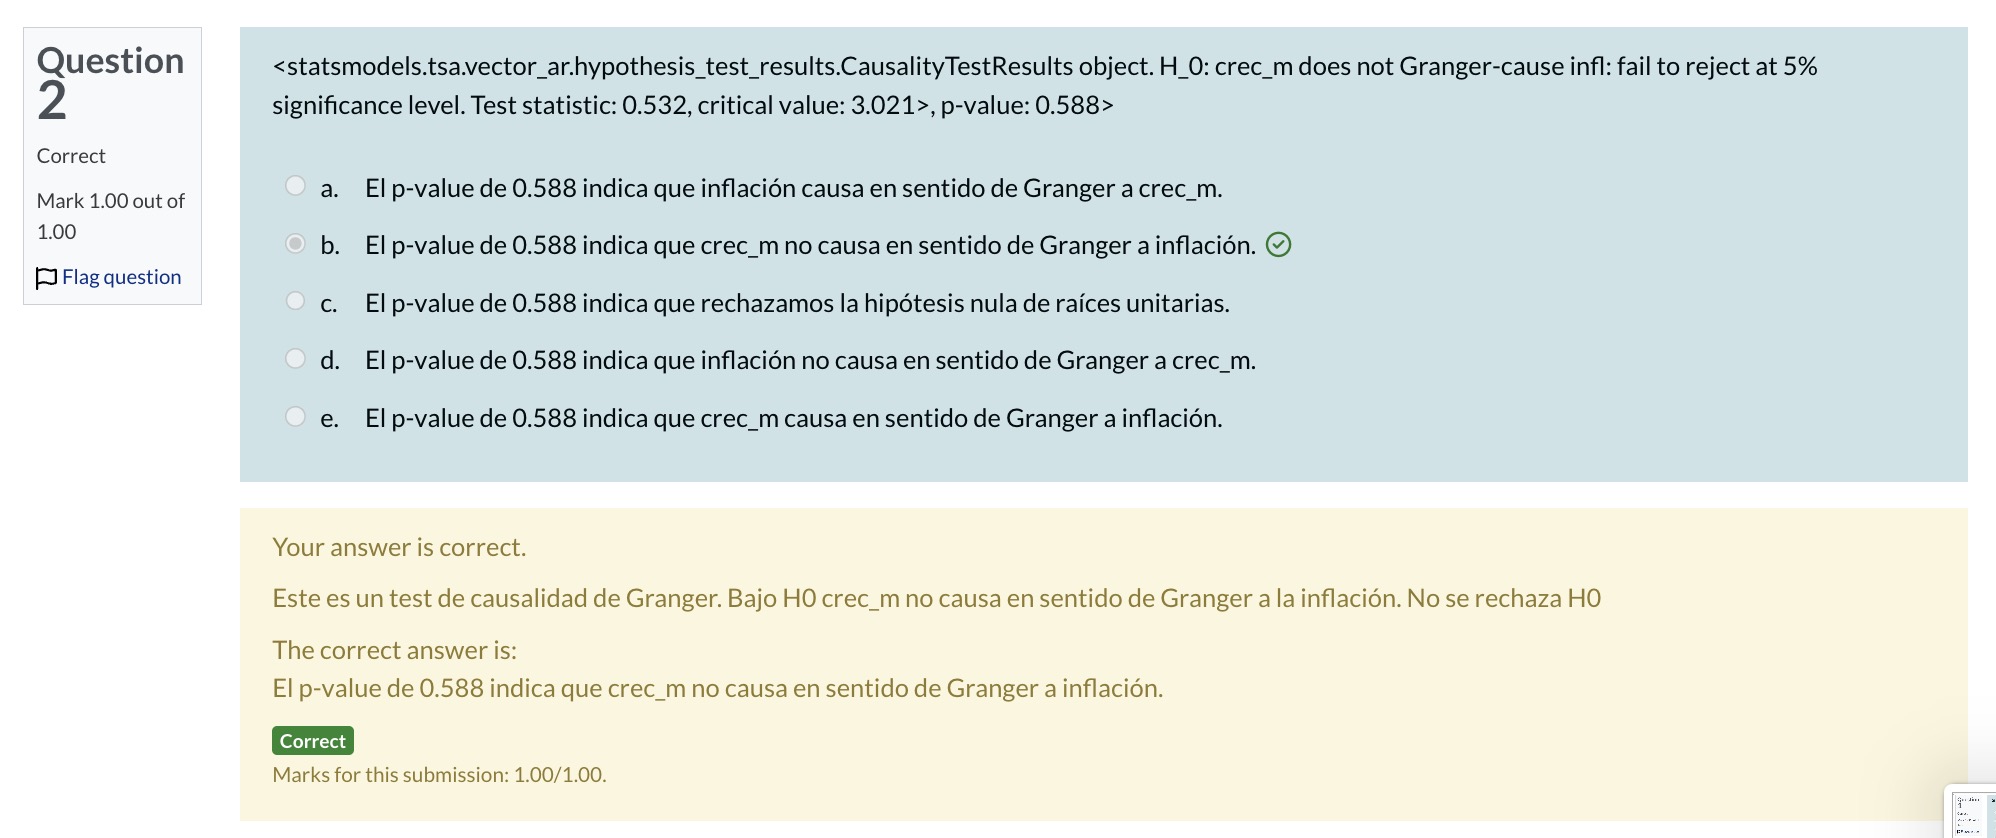 Question
2
Correct
Mark 1.00 out of
1.00
Flag question
<statsmodels.tsa.vector_ar.hypothesis_test_results.CausalityTestResults object. H_0: crec_m does not Granger-cause infl: fail to reject at 5%
significance level. Test statistic: 0.532, critical value: 3.021>, p-value: 0.588>
a. El p-value de 0.588 indica que inflación causa en sentido de Granger a crec_m.
b. El p-value de 0.588 indica que crec_m no causa en sentido de Granger a inflación.
c. El p-value de 0.588 indica que rechazamos la hipótesis nula de raíces unitarias.
d. El p-value de 0.588 indica que inflación no causa en sentido de Granger a crec_m.
e. El p-value de 0.588 indica que crec_m causa en sentido de Granger a inflación.
Your answer is correct.
Este es un test de causalidad de Granger. Bajo H0 crec_m no causa en sentido de Granger a la inflación. No se rechaza H0
The correct answer is:
El p-value de 0.588 indica que crec_m no causa en sentido de Granger a inflación.
Correct
Marks for this submission: 1.00/1.00.